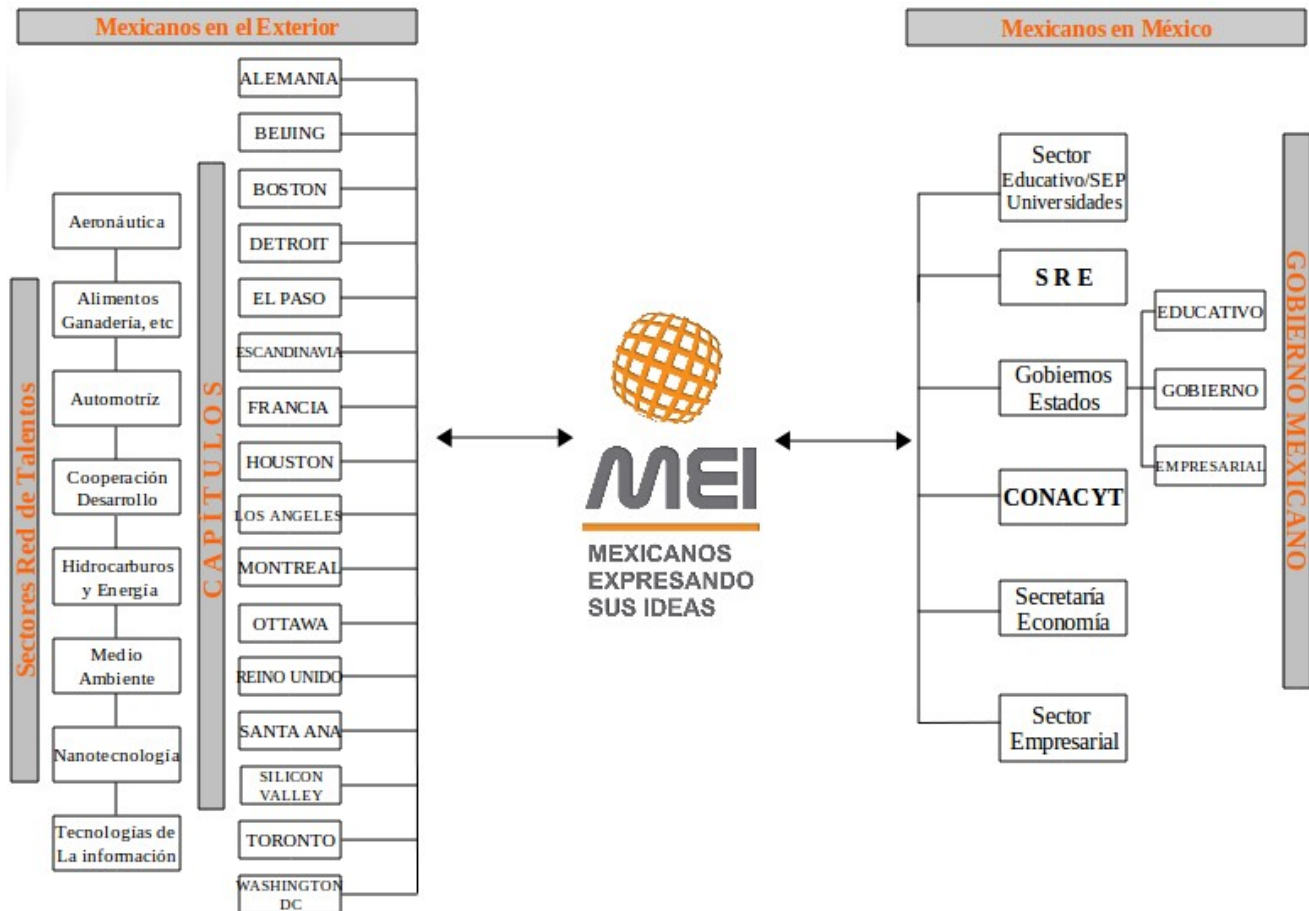 Mexicanos en el Exterior
Mexicanos en México
Sectores Red de Talentos
Aeronáutica
Alimentos
Ganadería, etc
Automotríz
Cooperación
Desarrollo
Hidrocarburos
y Energía
Medio
Ambiente
Nanotecnología
Tecnologías de
La información
CAPÍTULOS
ALEMANIA
BEIJING
BOSTON
DETROIT
EL PASO
ESCANDINAVIA
FRANCIA
HOUSTON
LOS ANGELES
MONTREAL
OTTAWA
REINO UNIDO
SANTA ANA
SILICON
VALLEY
TORONTO
WASHINGTON
DC
MEI
MEXICANOS
EXPRESANDO
SUS IDEAS
Sector
Educativo/SEP
Universidades
S R E
Gobiernos
Estados
CONACYT
Secretaría
Economía
Sector
Empresarial
EDUCATIVO
GOBIERNO
EMPRESARIAL
GOBIERNO MEXICANO